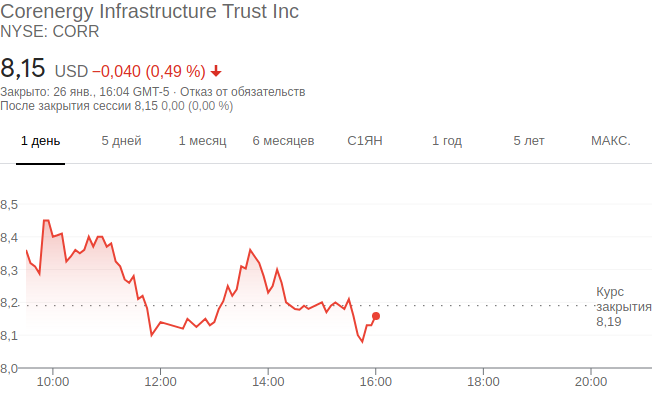 Corenergy Infrastructure Trust Inc
NYSE: CORR
8,15 USD −0,040 (0,49 %)
Закрыто: 26 янв., 16:04 GMT-5 · Отказ от обязательств
После закрытия сессии 8,15 0,00 (0,00 %)
1 день 5 дней 1 месяц 6 месяцев С1ЯН 1 год 5 лет МАКС.
8,5
8,4
8,3
8,2
8,1
8,0
Курс
закрытия
8,19
10:00 12:00 14:00 16:00 18:00 20:00